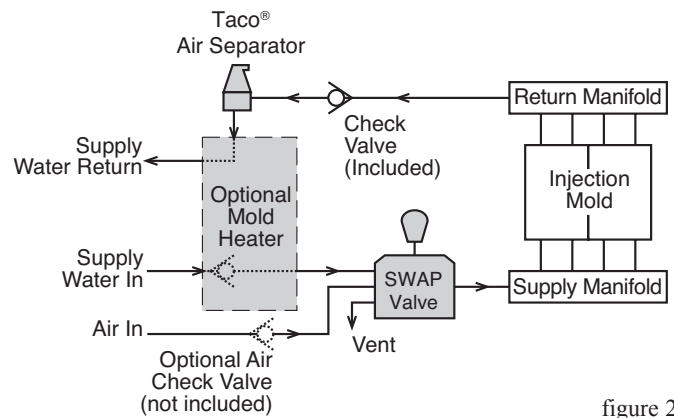 Taco®
Air Separator
Return Manifold
Check
Valve
(Included)
Supply
Water Return
Optional
Mold
Heater
Injection
Mold
Supply
Water In
SWAP
Valve
Supply Manifold
Air In
Vent
Optional Air
Check Valve
(not included)
figure 2